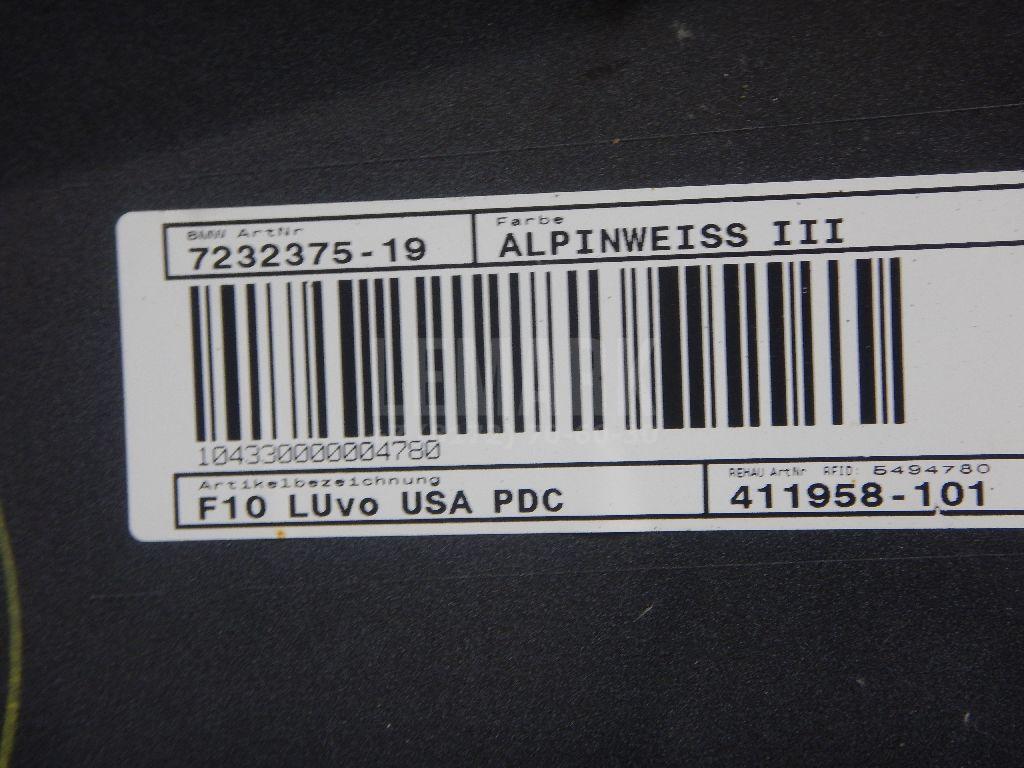 BMW ArtNr
7232375-19
Farbe
ALPINWEISS III
LEMARK
104330000004780
Artikelbezeichnung
F10 LUvo USA PDC
REHAU ArtNr RFID: 5494780
411958-101